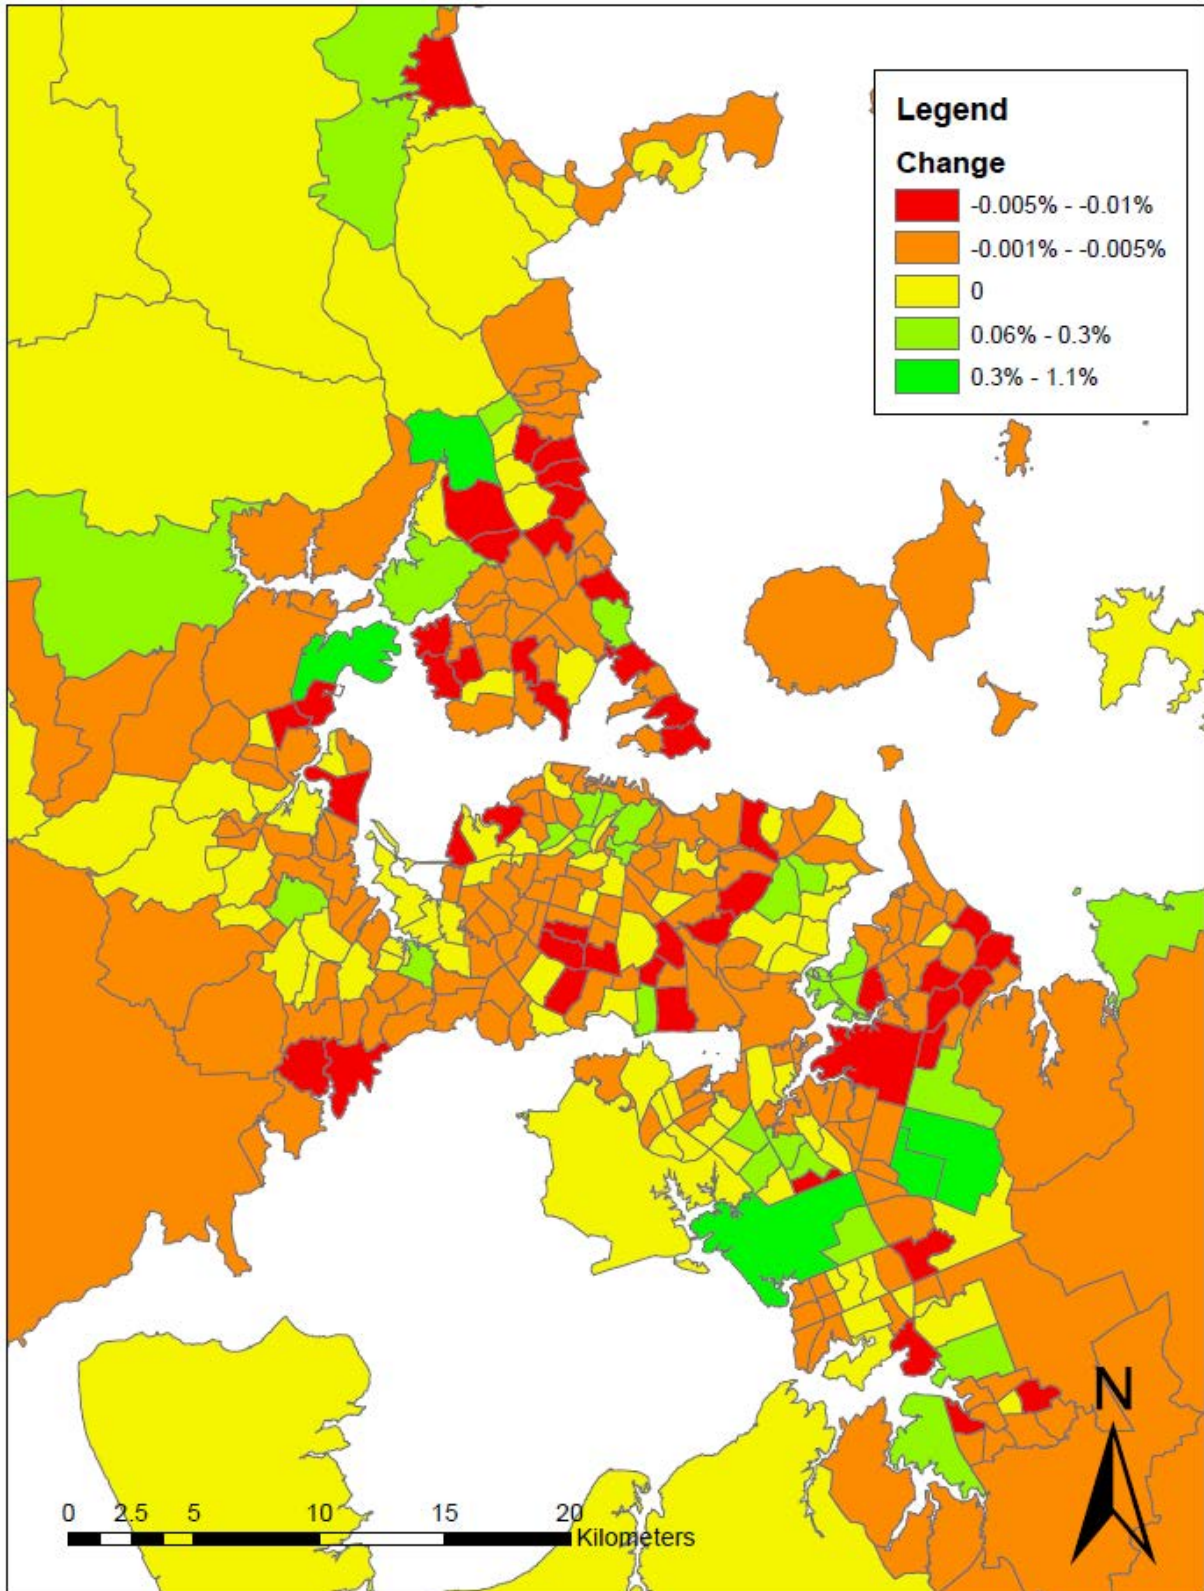 Legend
Change
-0.005% - -0.01%
-0.001% - -0.005%
0
0.06% - 0.3%
0.3% - 1.1%
N
0 2.5 5 10 15 20
Kilometers